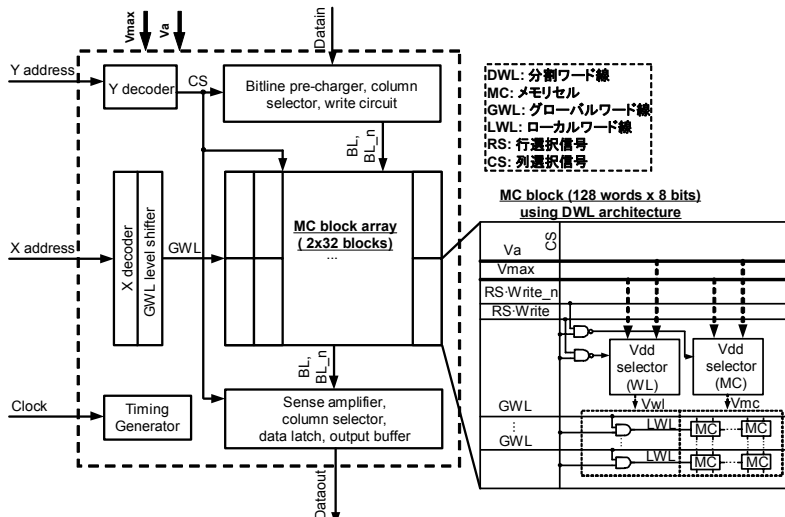 Vmax
Va
Datain
Y address
Y decoder
CS
Bitline pre-charger, column
selector, write circuit
BL,
BL_n
DWL: 分割ワード線
MC: メモリセル
GWL: グローバルワード線
LWL: ローカルワード線
RS: 行選択信号
CS: 列選択信号
X address
X decoder
GWL level shifter
GWL
MC block array
( 2x32 blocks)
...
BL,
BL_n
Clock
Timing
Generator
Sense amplifier,
column selector,
data latch, output buffer
Dataout
MC block (128 words x 8 bits)
using DWL architecture
CS
Va
Vmax
RS·Write_n
RS·Write
Vdd
selector
(WL)
Vdd
selector
(MC)
Vwl
Vmc
GWL
LWL
MC
MC
GWL
LWL
MC
MC